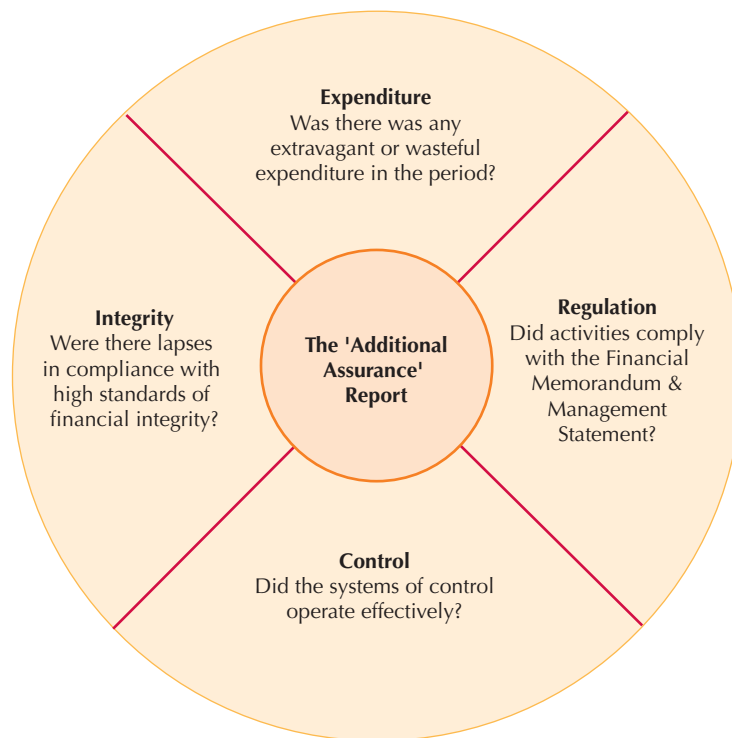 Expenditure
Was there was any
extravagant or wasteful
expenditure in the period?
Integrity
Were there lapses
in compliance with
high standards of
financial integrity?
The 'Additional
Assurance'
Report
Regulation
Did activities comply
with the Financial
Memorandum &
Management
Statement?
Control
Did the systems of control
operate effectively?